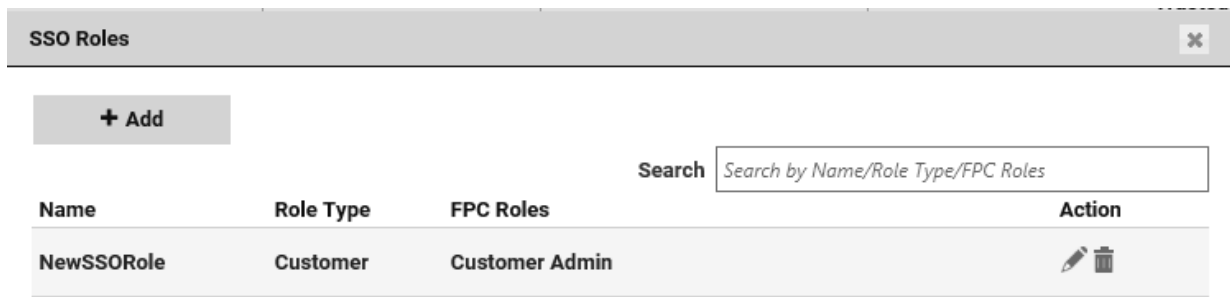 SSO Roles
+ Add
Search Search by Name/Role Type/FPC Roles
Name Role Type FPC Roles Action
NewSSORole Customer Customer Admin